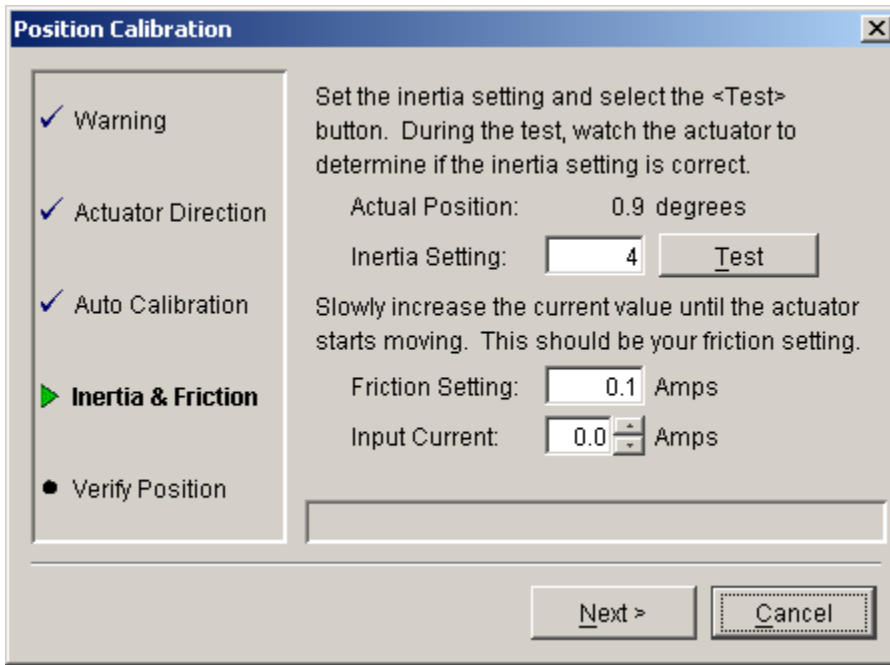 Position Calibration
Warning
Actuator Direction
Auto Calibration
Inertia & Friction
Verify Position
Set the inertia setting and select the <Test>
button. During the test, watch the actuator to
determine if the inertia setting is correct.
Actual Position: 0.9 degrees
Inertia Setting: 4 Test
Slowly increase the current value until the actuator
starts moving. This should be your friction setting.
Friction Setting: 0.1 Amps
Input Current: 0.0 Amps
Next > Cancel